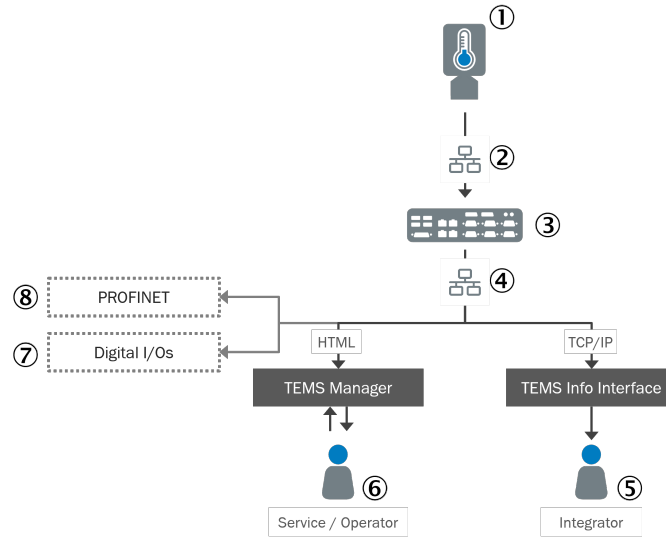 ①
②
③
④
⑧ PROFINET
HTML
TCP/IP
⑦ Digital I/Os
TEMS Manager
TEMS Info Interface
⑥
⑤
Service / Operator
Integrator